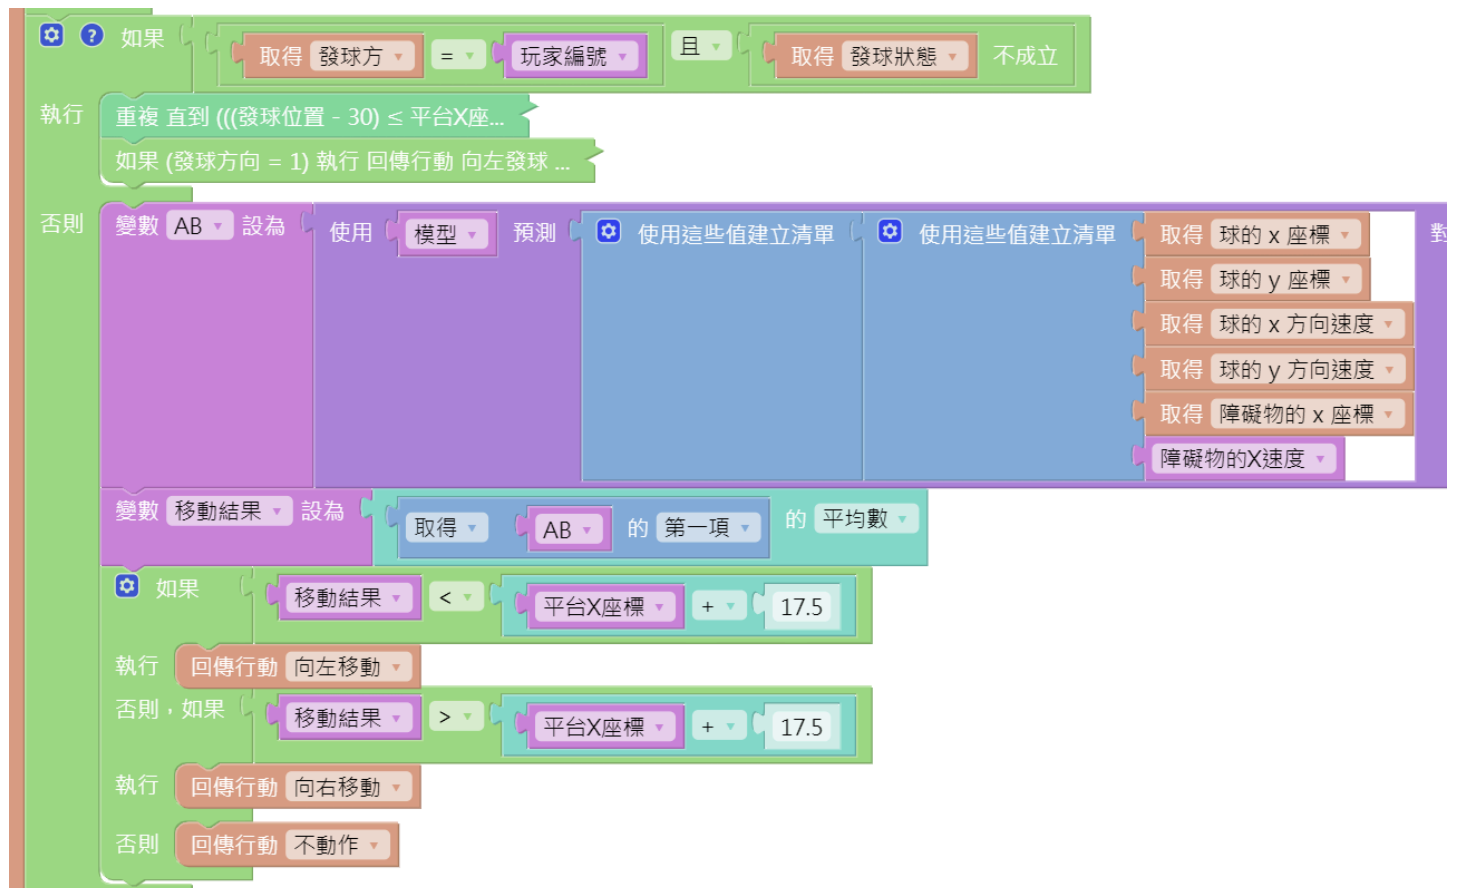 如果 取得 發球方 = 玩家編號 且 取得 發球狀態 不成立
執行 重複 直到 (((發球位置 - 30) ≤ 平台X座...
如果 (發球方向 = 1) 執行 回傳行動 向左發球 ...
否則 變數 AB 設為 使用 模型 預測 使用這些值建立清單 使用這些值建立清單 取得 球的 x 座標
取得 球的 y 座標
取得 球的 x 方向速度
取得 球的 y 方向速度
取得 障礙物的 x 座標
障礙物的X速度
變數 移動結果 設為 取得 AB 的 第一項 的 平均數
如果 移動結果 < 平台X座標 + 17.5
執行 回傳行動 向左移動
否則，如果 移動結果 > 平台X座標 + 17.5
執行 回傳行動 向右移動
否則 回傳行動 不動作